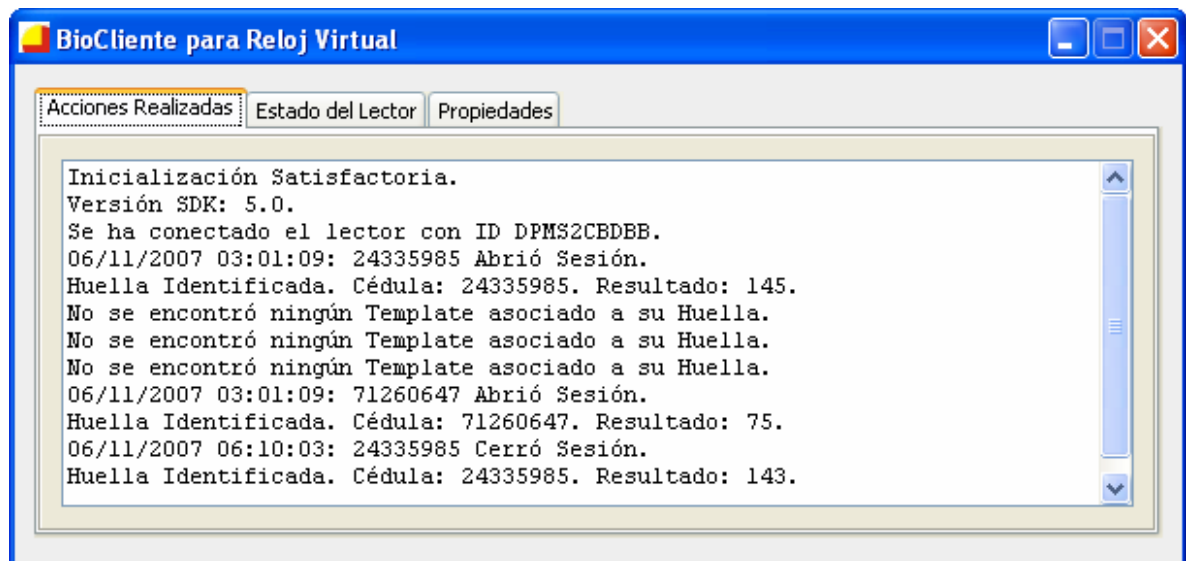 BioCliente para Reloj Virtual
Acciones Realizadas Estado del Lector Propiedades
Inicialización Satisfactoria.
Versión SDK: 5.0.
Se ha conectado el lector con ID DPMS2CBDBB.
06/11/2007 03:01:09: 24335985 Abrió Sesión.
Huella Identificada. Cédula: 24335985. Resultado: 145.
No se encontró ningún Template asociado a su Huella.
No se encontró ningún Template asociado a su Huella.
No se encontró ningún Template asociado a su Huella.
06/11/2007 03:01:09: 71260647 Abrió Sesión.
Huella Identificada. Cédula: 71260647. Resultado: 75.
06/11/2007 06:10:03: 24335985 Cerró Sesión.
Huella Identificada. Cédula: 24335985. Resultado: 143.